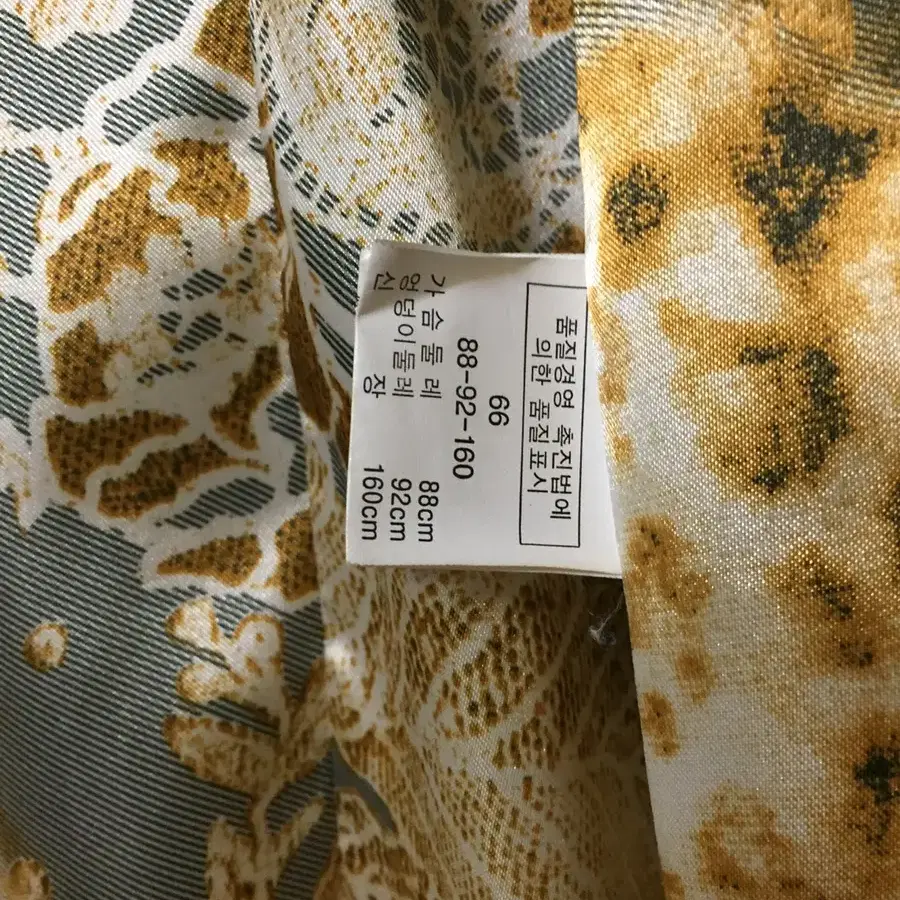 품질경영 촉진법에
의한 품질표시
66
88-92-160
가슴둘레 88cm
엉덩이둘레 92cm
신장 160cm